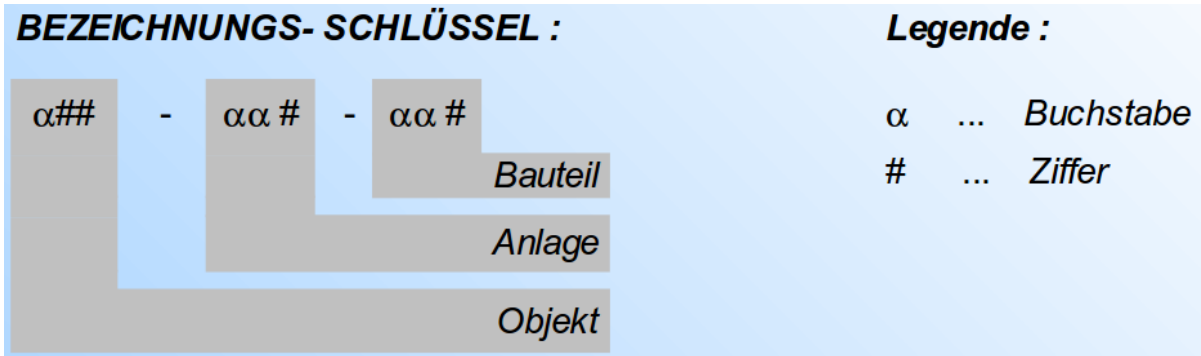 BEZEICHNUNGS- SCHLÜSSEL :
Legende :
α## - αα # - αα #
α ... Buchstabe
Bauteil
# ... Ziffer
Anlage
Objekt